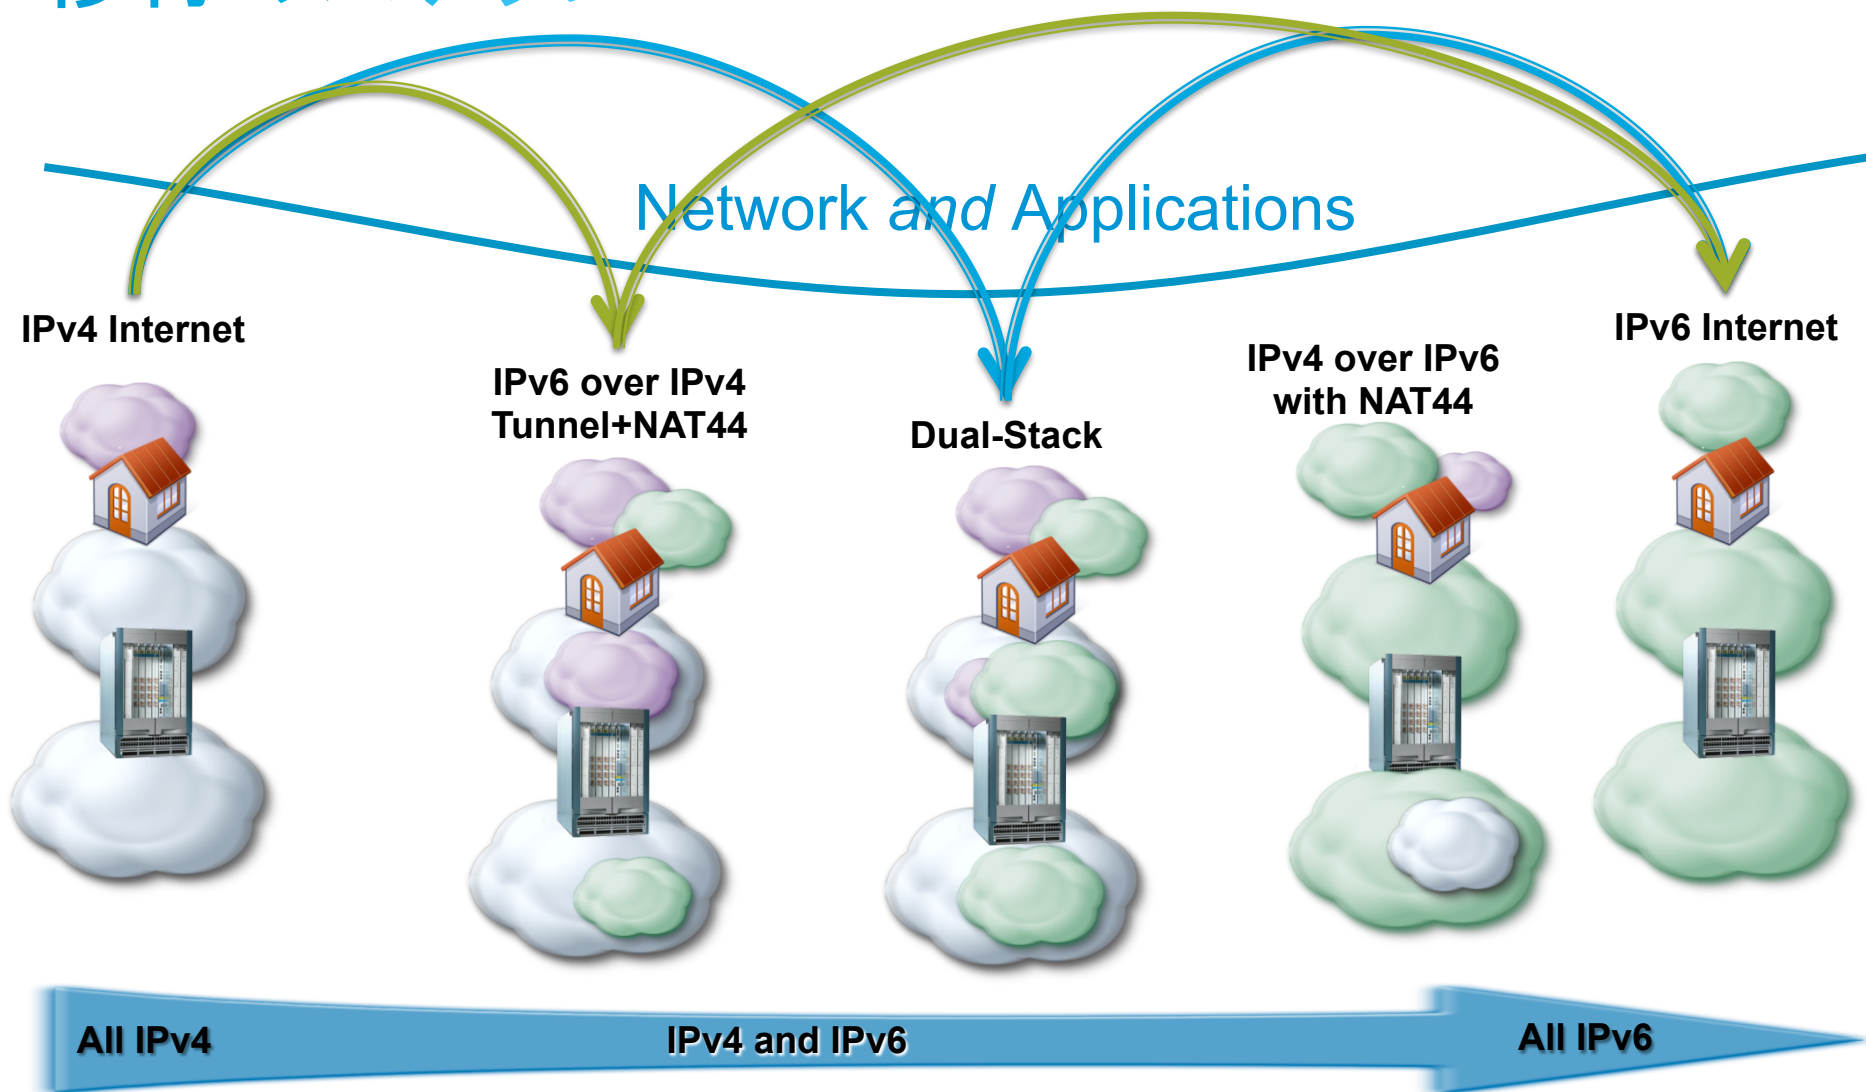 Network and Applications
IPv4 Internet
IPv6 over IPv4
Tunnel+NAT44
Dual-Stack
IPv4 over IPv6
with NAT44
IPv6 Internet
All IPv4
IPv4 and IPv6
All IPv6